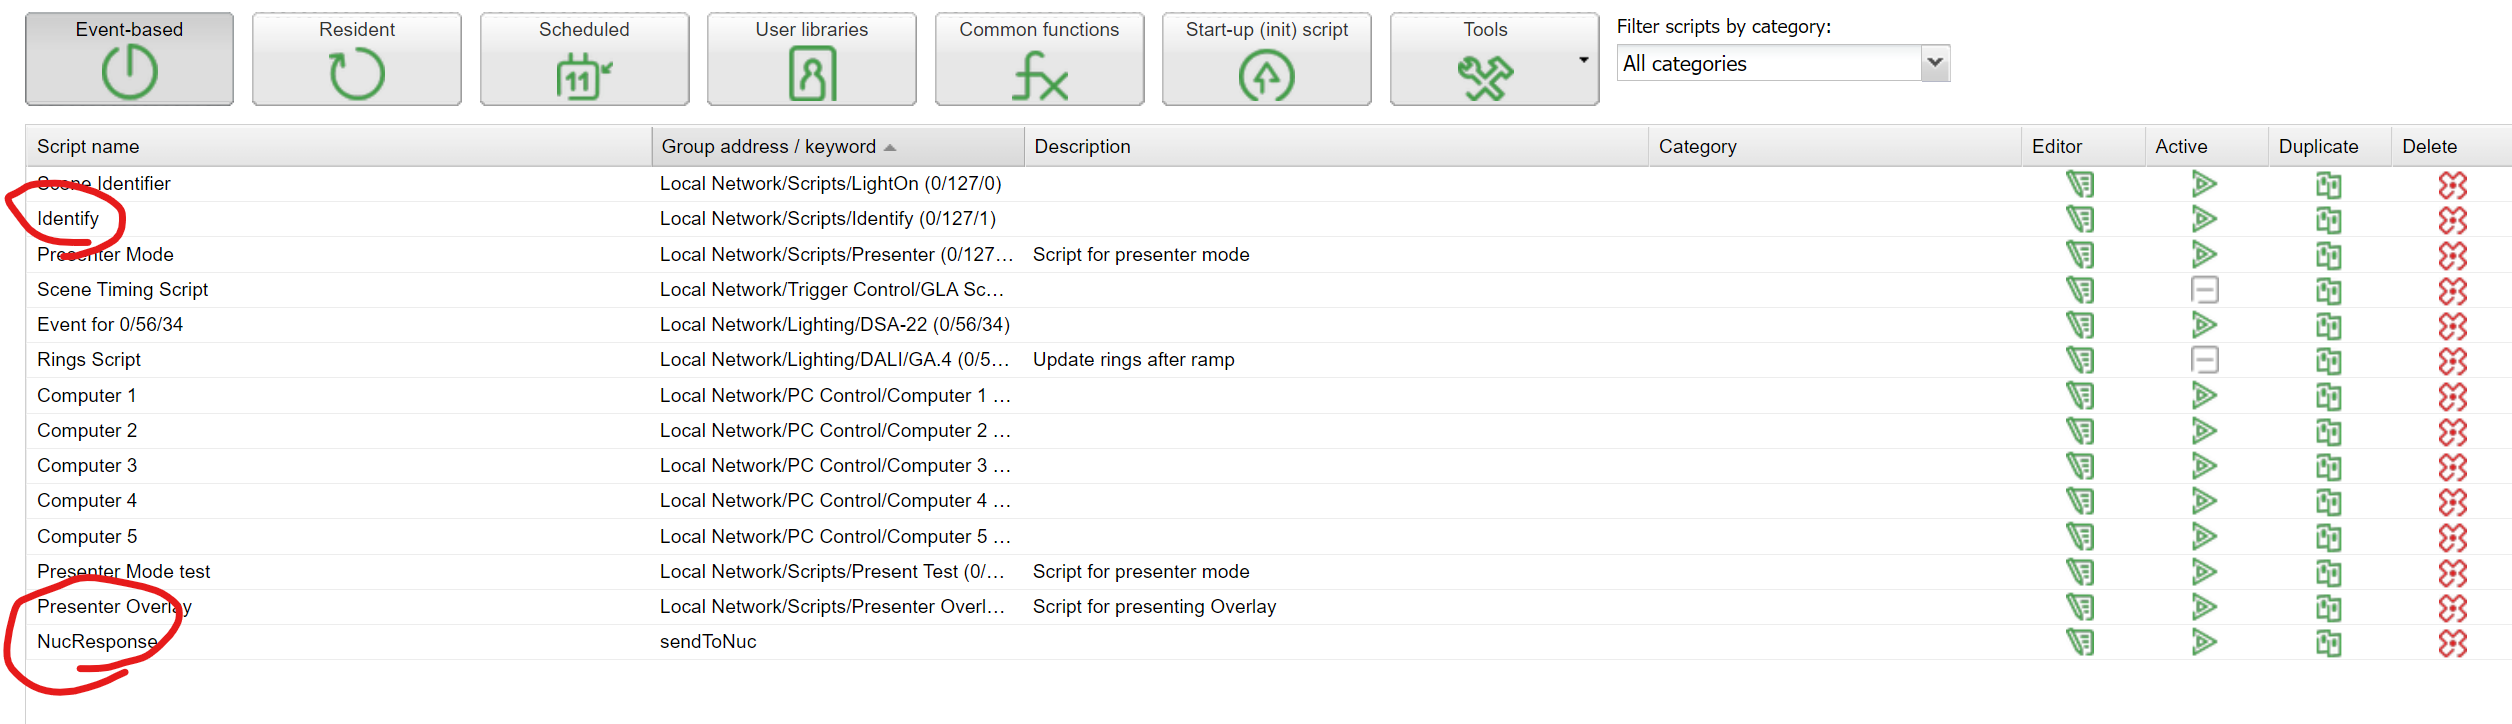 Event-based Resident Scheduled User libraries Common functions Start-up (init) script Tools Filter scripts by category:
11 All categories
Script name Group address / keyword Description Category Editor Active Duplicate Delete
Scene Identifier Local Network/Scripts/LightOn (0/127/0)
Identify Local Network/Scripts/Identify (0/127/1)
Presenter Mode Local Network/Scripts/Presenter (0/127... Script for presenter mode
Scene Timing Script Local Network/Trigger Control/GLA Sc...
Event for 0/56/34 Local Network/Lighting/DSA-22 (0/56/34)
Rings Script Local Network/Lighting/DALI/GA.4 (0/5... Update rings after ramp
Computer 1 Local Network/PC Control/Computer 1 ...
Computer 2 Local Network/PC Control/Computer 2 ...
Computer 3 Local Network/PC Control/Computer 3 ...
Computer 4 Local Network/PC Control/Computer 4 ...
Computer 5 Local Network/PC Control/Computer 5 ...
Presenter Mode test Local Network/Scripts/Present Test (0/... Script for presenter mode
Presenter Overlay Local Network/Scripts/Presenter Overl... Script for presenting Overlay
NucResponse sendToNuc